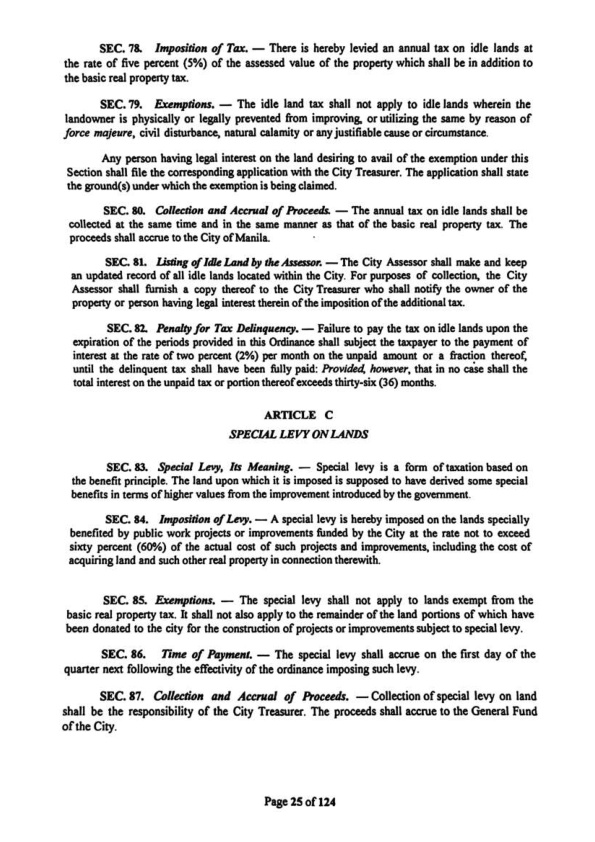 SEC. 78. Imposition of Tax. — There is hereby levied an annual tax on idle lands at
the rate of five percent (5%) of the assessed value of the property which shall be in addition to
the basic real property tax.
SEC. 79. Exemptions. — The idle land tax shall not apply to idle lands wherein the
landowner is physically or legally prevented from improving, or utilizing the same by reason of
force majeure, civil disturbance, natural calamity or any justifiable cause or circumstance.
Any person having legal interest on the land desiring to avail of the exemption under this
Section shall file the corresponding application with the City Treasurer. The application shall state
the ground(s) under which the exemption is being claimed.
SEC. 80. Collection and Accrual of Proceeds. — The annual tax on idle lands shall be
collected at the same time and in the same manner as that of the basic real property tax. The
proceeds shall accrue to the City of Manila.
SEC. 81. Listing of Idle Land by the Assessor. — The City Assessor shall make and keep
an updated record of all idle lands located within the City. For purposes of collection, the City
Assessor shall furnish a copy thereof to the City Treasurer who shall notify the owner of the
property or person having legal interest therein of the imposition of the additional tax.
SEC. 82. Penalty for Tax Delinquency. — Failure to pay the tax on idle lands upon the
expiration of the periods provided in this Ordinance shall subject the taxpayer to the payment of
interest at the rate of two percent (2%) per month on the unpaid amount or a fraction thereof,
until the delinquent tax shall have been fully paid: Provided, however, that in no case shall the
total interest on the unpaid tax or portion thereof exceeds thirty-six (36) months.
ARTICLE C
SPECIAL LEVY ON LANDS
SEC. 83. Special Levy, Its Meaning. — Special levy is a form of taxation based on
the benefit principle. The land upon which it is imposed is supposed to have derived some special
benefits in terms of higher values from the improvement introduced by the government.
SEC. 84. Imposition of Levy. — A special levy is hereby imposed on the lands specially
benefited by public work projects or improvements funded by the City at the rate not to exceed
sixty percent (60%) of the actual cost of such projects and improvements, including the cost of
acquiring land and such other real property in connection therewith.
SEC. 85. Exemptions. — The special levy shall not apply to lands exempt from the
basic real property tax. It shall not also apply to the remainder of the land portions of which have
been donated to the city for the construction of projects or improvements subject to special levy.
SEC. 86. Time of Payment. — The special levy shall accrue on the first day of the
quarter next following the effectivity of the ordinance imposing such levy.
SEC. 87. Collection and Accrual of Proceeds. — Collection of special levy on land
shall be the responsibility of the City Treasurer. The proceeds shall accrue to the General Fund
of the City.
Page 25 of 124